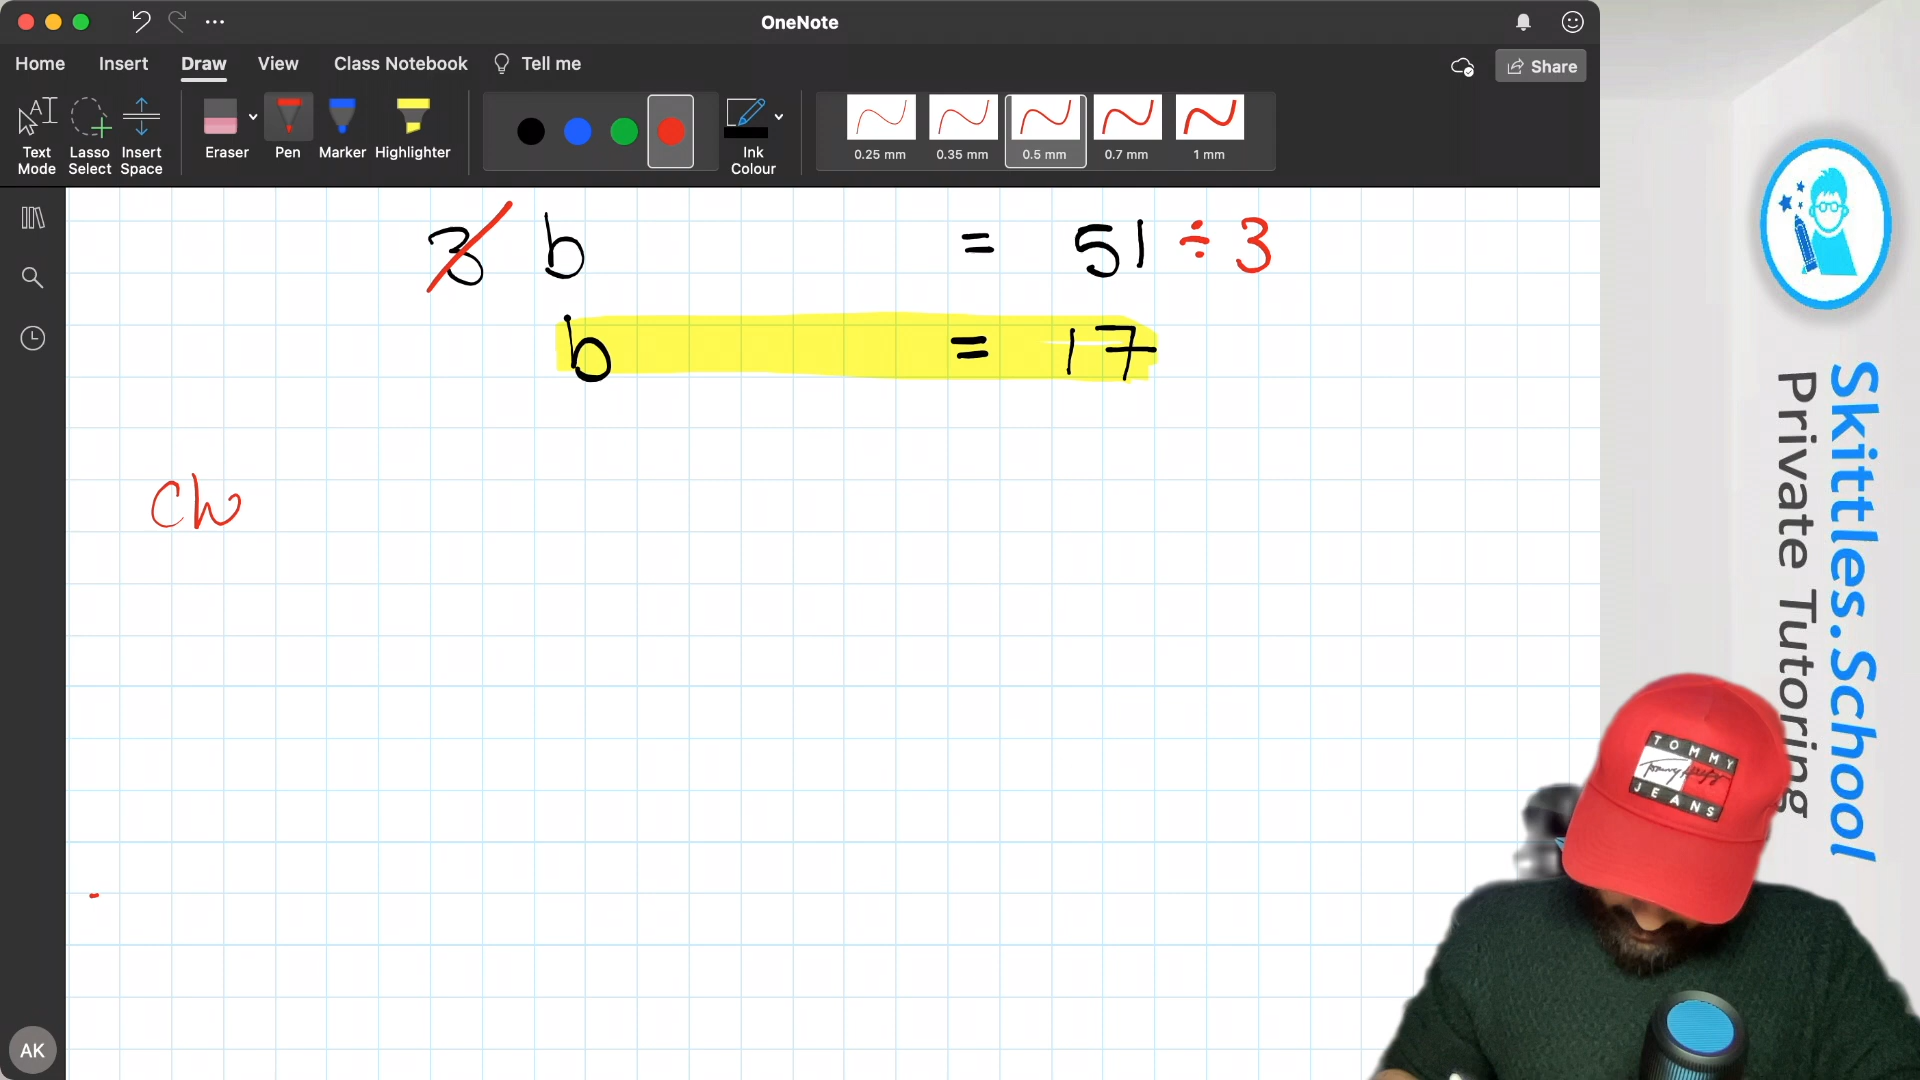 OneNote
Home Insert Draw View Class Notebook Tell me Share
Text Mode
Lasso Select
Insert Space
Eraser
Pen
Marker
Highlighter
Ink Colour
0.25 mm
0.35 mm
0.5 mm
0.7 mm
1 mm
3 b = 51 ÷ 3
b = 17
AK
Skittles.School
Private Tutoring
TOMMY
JEANS